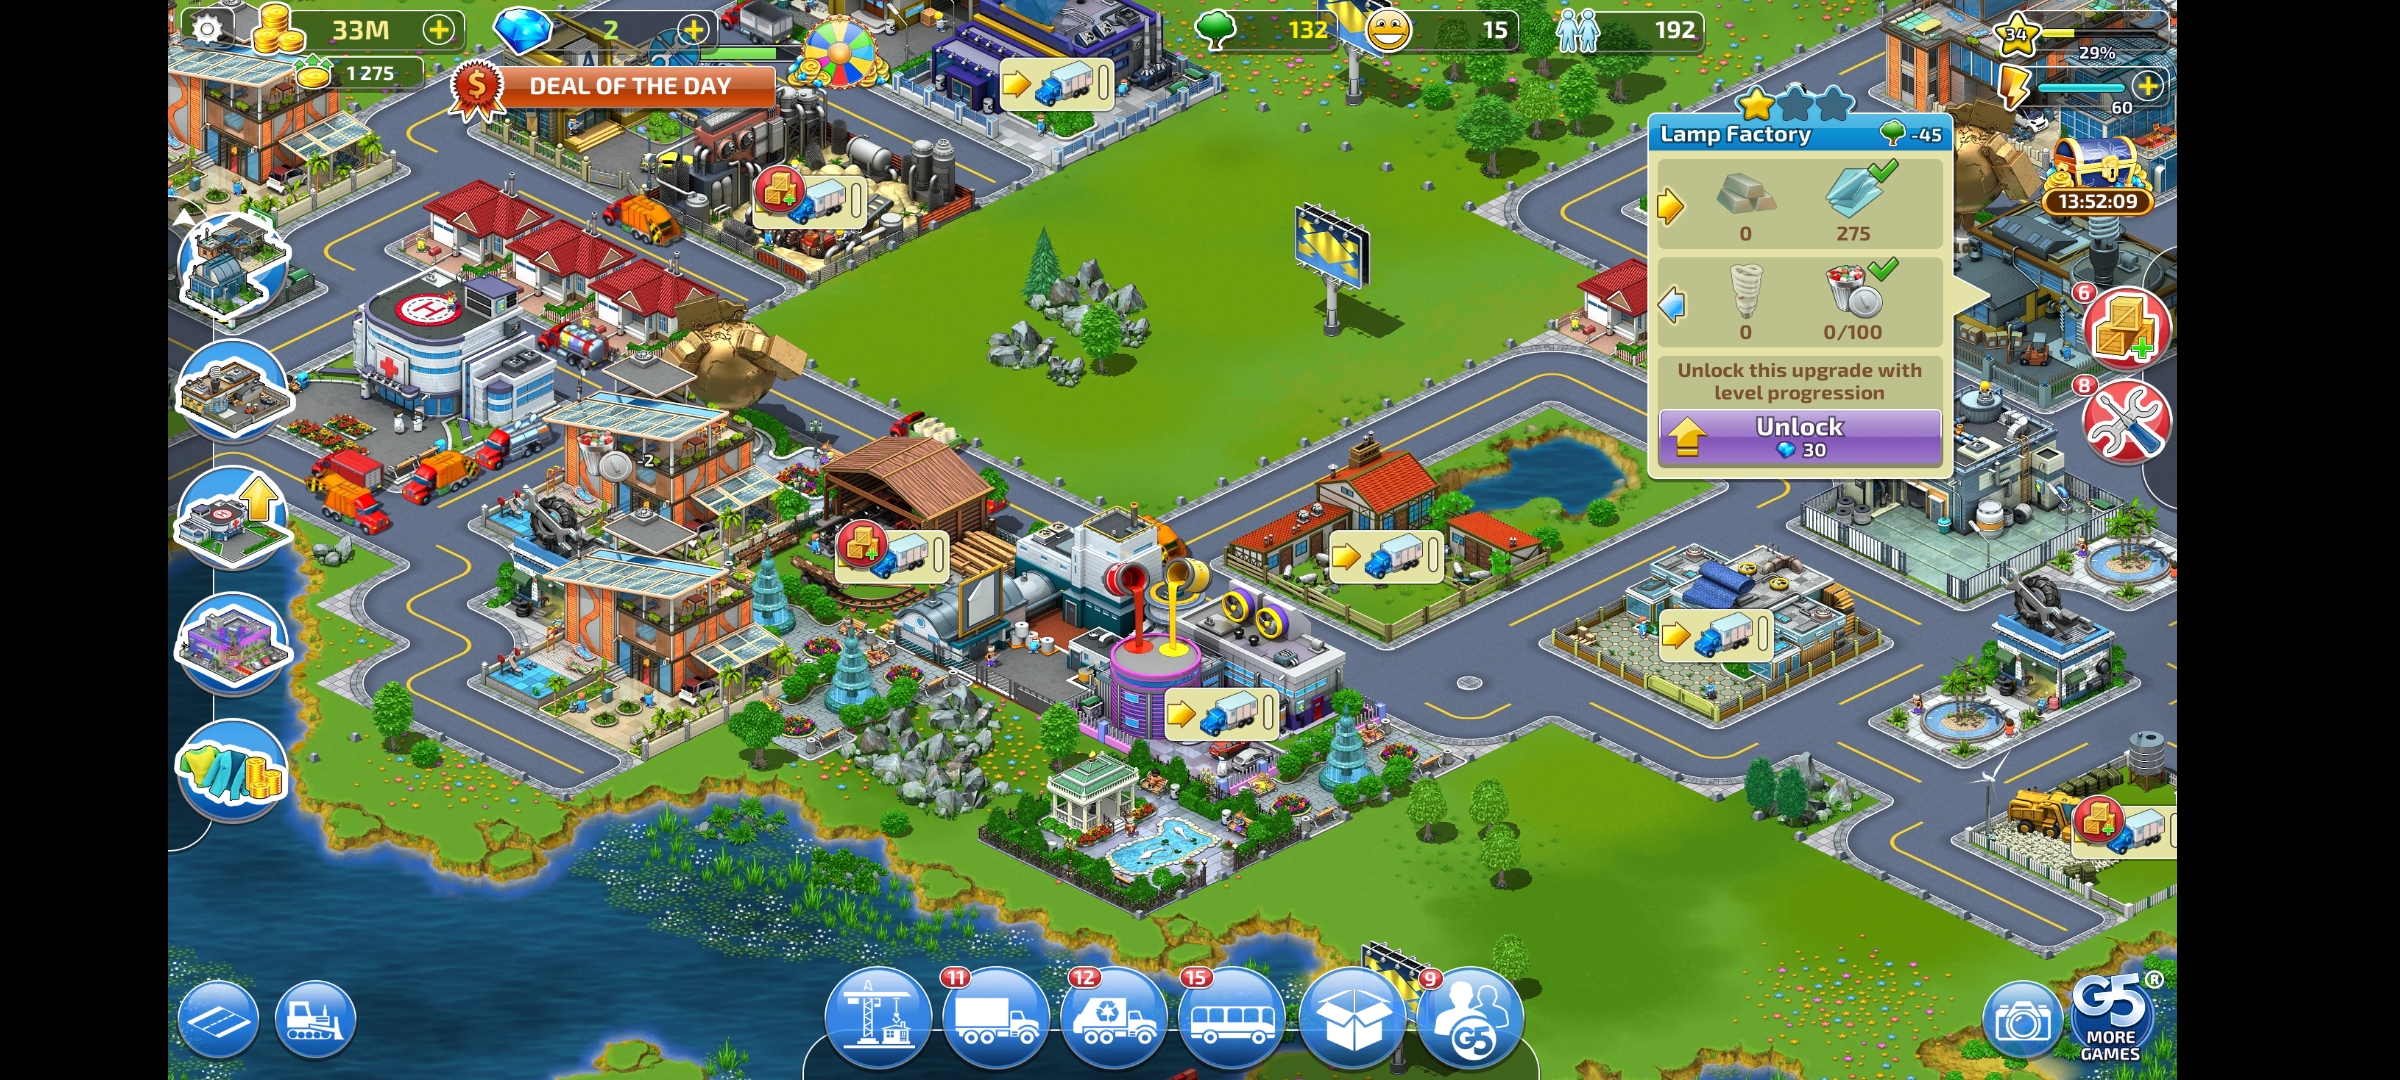 33M
2
132
15
192
34
29%
1 275
DEAL OF THE DAY
60
Lamp Factory
-45
13:52:09
0
275
6
0
0/100
Unlock this upgrade with
level progression
8
Unlock
30
-2
H
A
11
12
15
9
G5
G5®
MORE
GAMES